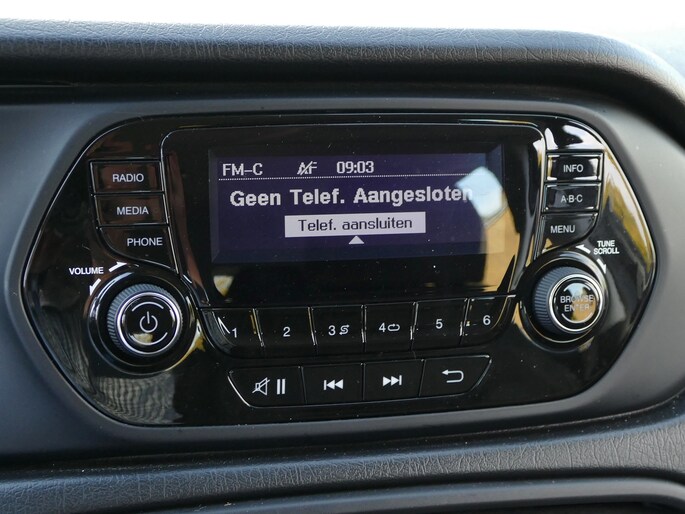 RADIO
MEDIA
PHONE
VOLUME
FM-C AF 09:03
Geen Telef. Aangesloten
Telef. aansluiten
INFO
A-B-C
MENU
TUNE
SCROLL
BROWSE
ENTER
1 2 3 4 5 6